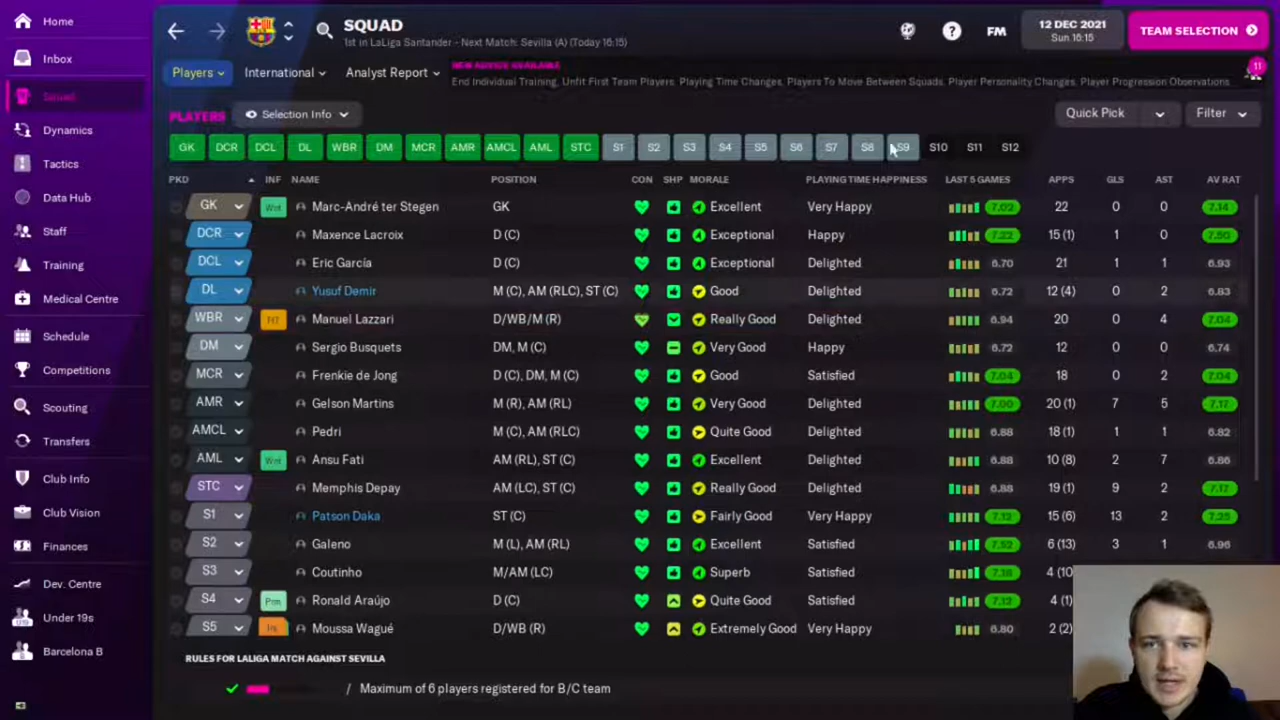 Home
Inbox
Squad
Dynamics
Tactics
Data Hub
Staff
Training
Medical Centre
Schedule
Competitions
Scouting
Transfers
Club Info
Club Vision
Finances
Dev. Centre
Under 19s
Barcelona B
SQUAD
1st in LaLiga Santander - Next Match: Sevilla (A) (Today 16:15)
FM
12 DEC 2021
Sun 16:15
TEAM SELECTION
Players
International
Analyst Report
NEW ADVICE AVAILABLE
End Individual Training, Unfit First Team Players, Playing Time Changes, Players To Move Between Squads, Player Personality Changes, Player Progression Observations
11
PLAYERS
Selection Info
Quick Pick
Filter
GK DCR DCL DL WBR DM MCR AMR AMCL AML STC S1 S2 S3 S4 S5 S6 S7 S8 S9 S10 S11 S12
PKD INF NAME POSITION CON SHP MORALE PLAYING TIME HAPPINESS LAST 5 GAMES APPS GLS AST AV RAT
GK Wnt Marc-André ter Stegen GK Excellent Very Happy 7.02 22 0 0 7.14
DCR Maxence Lacroix D (C) Exceptional Happy 7.22 15 (1) 1 0 7.50
DCL Eric García D (C) Exceptional Delighted 6.70 21 1 1 6.93
DL Yusuf Demir M (C), AM (RLC), ST (C) Good Delighted 6.72 12 (4) 0 2 6.83
WBR Manuel Lazzari D/WB/M (R) Really Good Delighted 6.94 20 0 4 7.04
DM Sergio Busquets DM, M (C) Very Good Happy 6.72 12 0 0 6.74
MCR Frenkie de Jong D (C), DM, M (C) Good Satisfied 7.04 18 0 2 7.04
AMR Gelson Martins M (R), AM (RL) Very Good Delighted 7.00 20 (1) 7 5 7.17
AMCL Pedri M (C), AM (RLC) Quite Good Delighted 6.88 18 (1) 1 1 6.82
AML Wnt Ansu Fati AM (RL), ST (C) Excellent Delighted 6.88 10 (8) 2 7 6.86
STC Memphis Depay AM (LC), ST (C) Really Good Delighted 6.88 19 (1) 9 2 7.17
S1 Patson Daka ST (C) Fairly Good Very Happy 7.12 15 (6) 13 2 7.25
S2 Galeno M (L), AM (RL) Excellent Satisfied 7.52 6 (13) 3 1 6.96
S3 Coutinho M/AM (LC) Superb Satisfied 7.18 4 (10
S4 Ronald Araújo D (C) Quite Good Satisfied 7.12 4 (1)
S5 Moussa Wagué D/WB (R) Extremely Good Very Happy 6.80 2 (2)
RULES FOR LALIGA MATCH AGAINST SEVILLA
/ Maximum of 6 players registered for B/C team